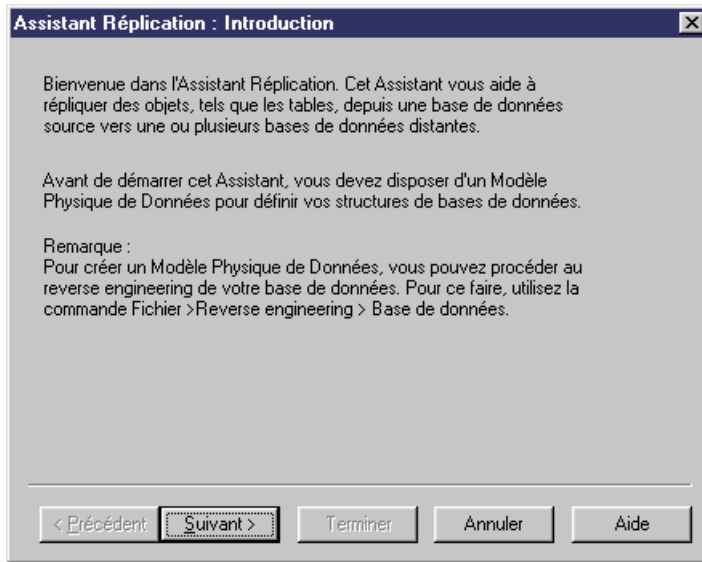 Assistant Réplication : Introduction
Bienvenue dans l'Assistant Réplication. Cet Assistant vous aide à
répliquer des objets, tels que les tables, depuis une base de données
source vers une ou plusieurs bases de données distantes.
Avant de démarrer cet Assistant, vous devez disposer d'un Modèle
Physique de Données pour définir vos structures de bases de données.
Remarque :
Pour créer un Modèle Physique de Données, vous pouvez procéder au
reverse engineering de votre base de données. Pour ce faire, utilisez la
commande Fichier >Reverse engineering > Base de données.
< Précédent Suivant > Terminer Annuler Aide